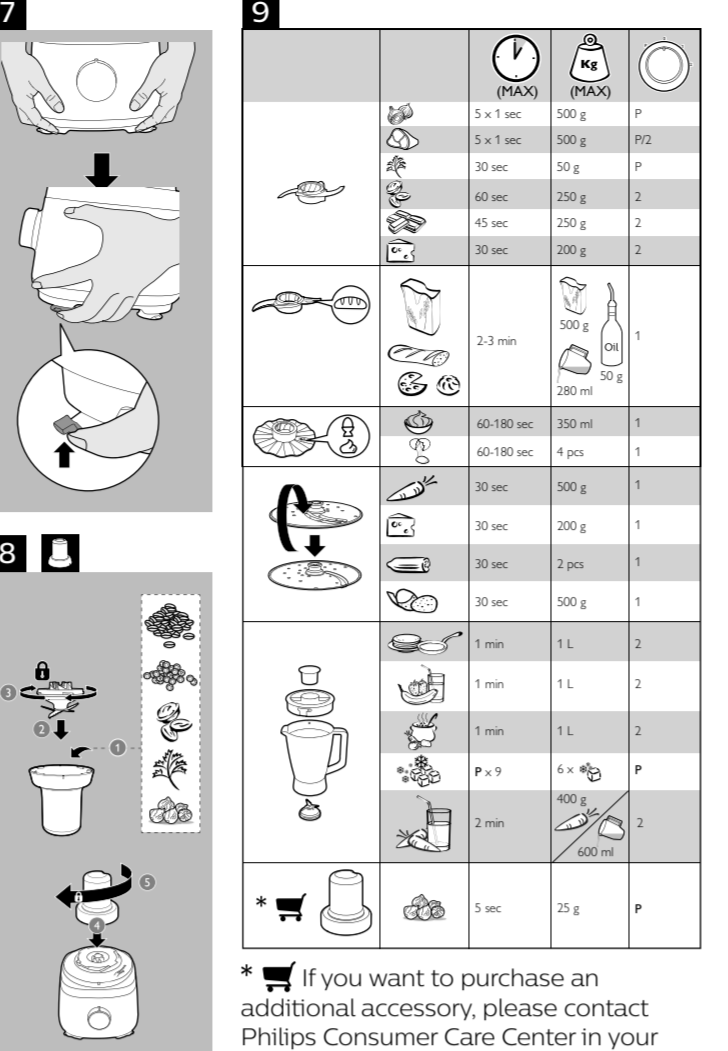 7
8
3
2
1
5
4
9
(MAX)
Kg
(MAX)
5 x 1 sec 500 g P
5 x 1 sec 500 g P/2
30 sec 50 g P
60 sec 250 g 2
45 sec 250 g 2
30 sec 200 g 2
2-3 min 500 g Oil 50 g 280 ml 1
60-180 sec 350 ml 1
60-180 sec 4 pcs 1
30 sec 500 g 1
30 sec 200 g 1
30 sec 2 pcs 1
30 sec 500 g 1
1 min 1 L 2
1 min 1 L 2
1 min 1 L 2
P x 9 6 x P
2 min 400 g 600 ml 2
* 5 sec 25 g P
* If you want to purchase an
additional accessory, please contact
Philips Consumer Care Center in your